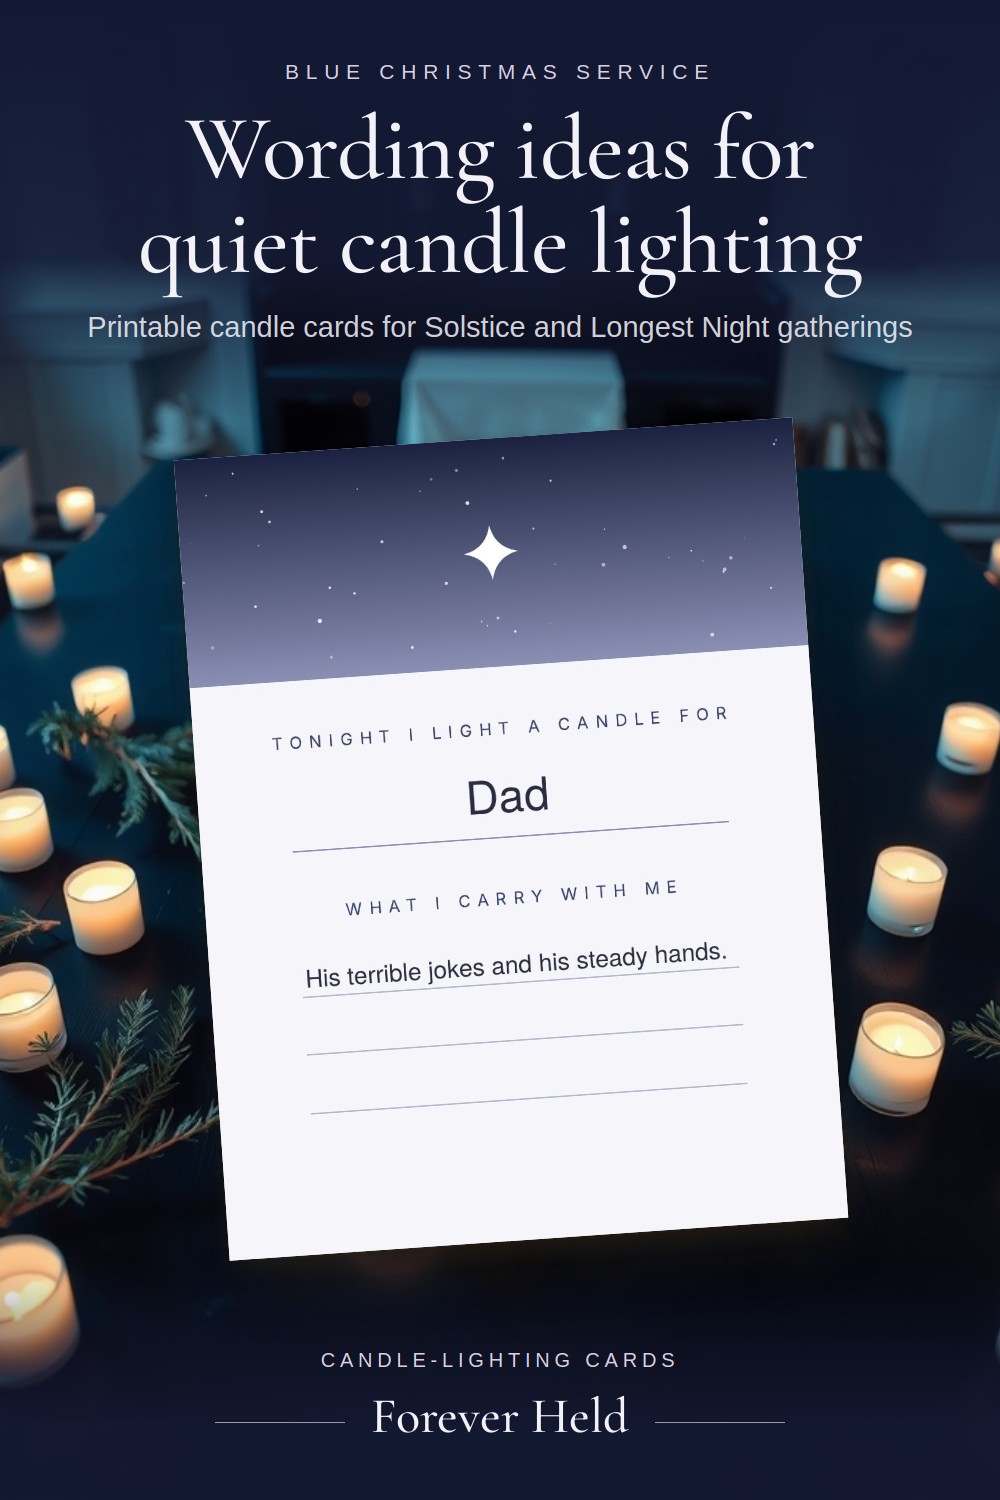 BLUE CHRISTMAS SERVICE
Wording ideas for
quiet candle lighting
Printable candle cards for Solstice and Longest Night gatherings
TONIGHT I LIGHT A CANDLE FOR
Dad
WHAT I CARRY WITH ME
His terrible jokes and his steady hands.
CANDLE-LIGHTING CARDS
Forever Held